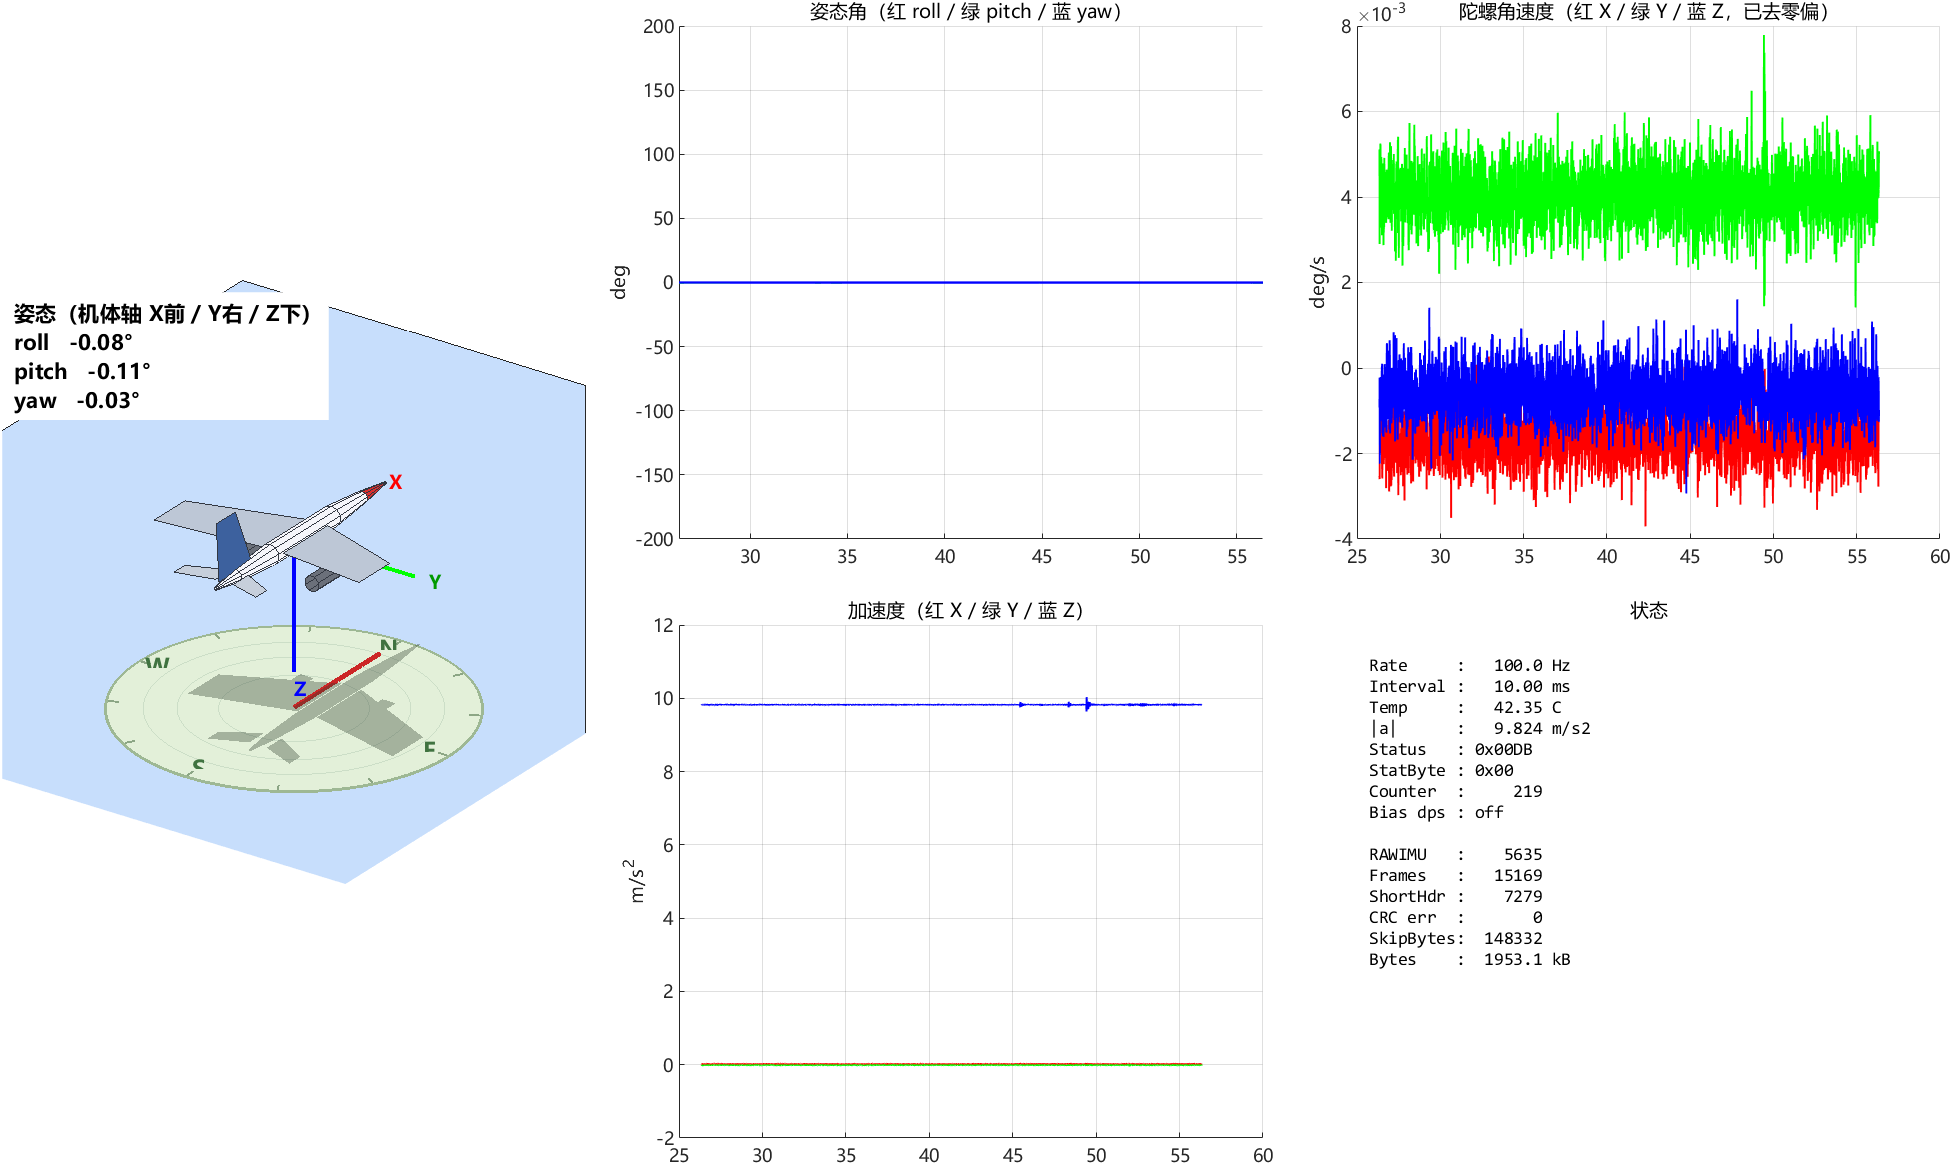 姿态（机体轴 X前 / Y右 / Z下）
roll -0.08°
pitch -0.11°
yaw -0.03°
X
Y
Z
N
W
E
S
姿态角（红 roll / 绿 pitch / 蓝 yaw）
200
150
100
50
0
-50
-100
-150
-200
deg
30 35 40 45 50 55
陀螺角速度（红 X / 绿 Y / 蓝 Z，已去零偏）
×10⁻³
8
6
4
2
0
-2
-4
deg/s
25 30 35 40 45 50 55 60
加速度（红 X / 绿 Y / 蓝 Z）
12
10
8
6
4
2
0
-2
m/s²
25 30 35 40 45 50 55 60
状态
Rate : 100.0 Hz
Interval : 10.00 ms
Temp : 42.35 C
|a| : 9.824 m/s2
Status : 0x00DB
StatByte : 0x00
Counter : 219
Bias dps : off
RAWIMU : 5635
Frames : 15169
ShortHdr : 7279
CRC err : 0
SkipBytes: 148332
Bytes : 1953.1 kB